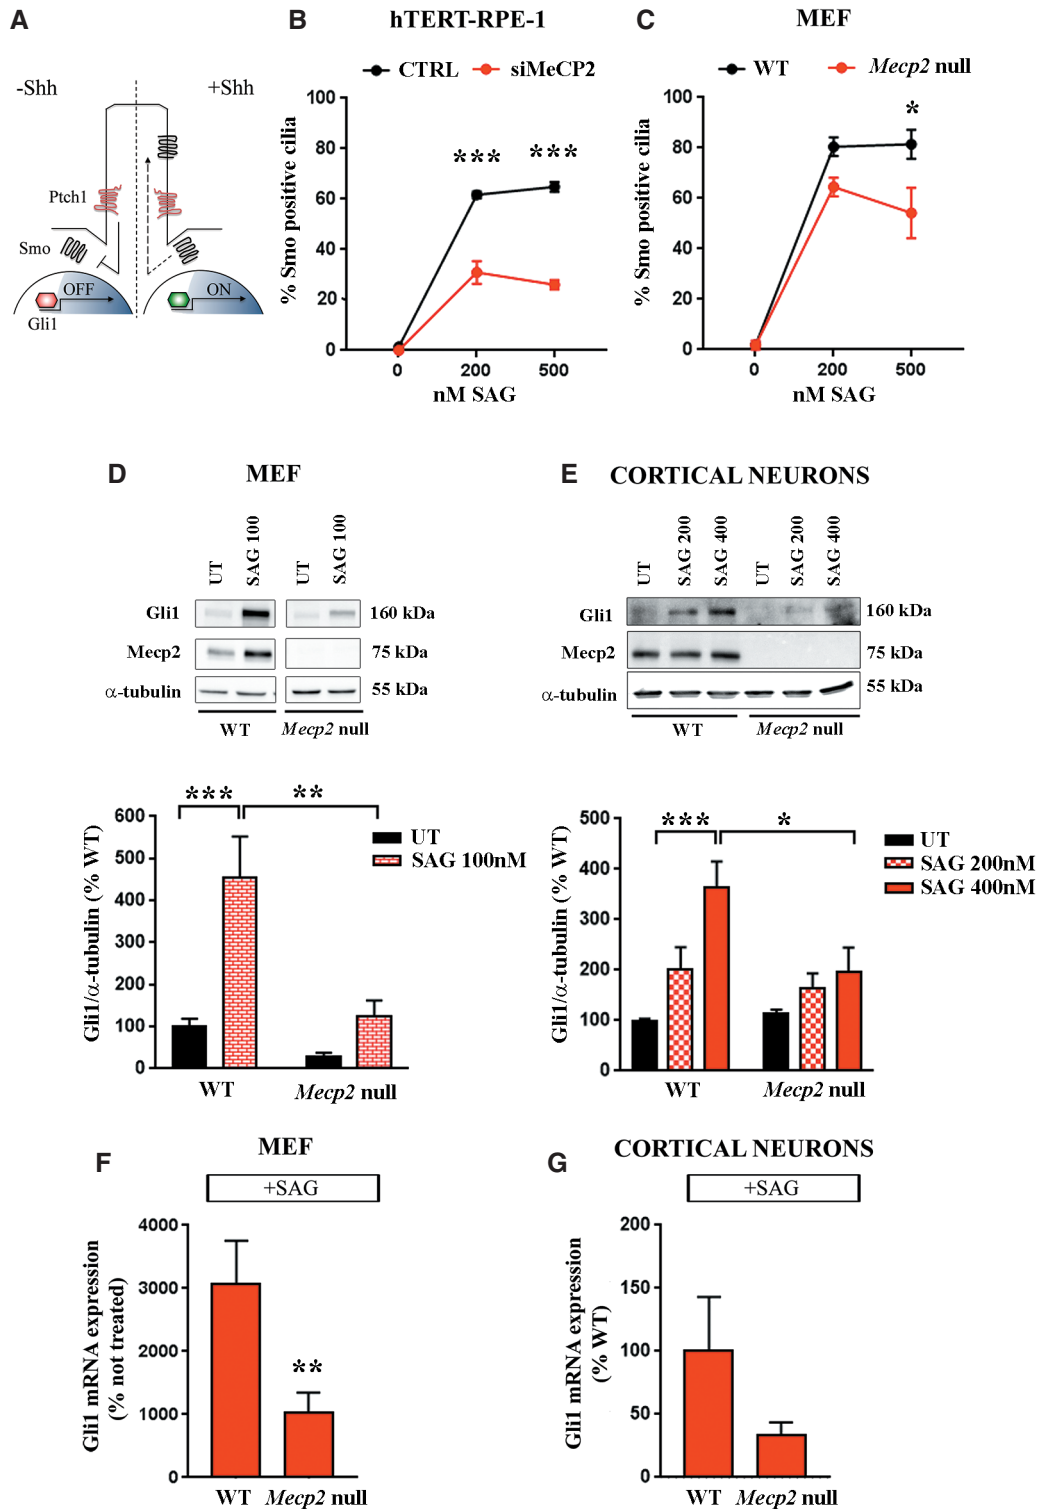 A
-Shh
+Shh
Ptch1
Smo
OFF
ON
Gli1
B
hTERT-RPE-1
CTRL
siMeCP2
% Smo positive cilia
100
80
60
40
20
0
***
***
0
200
500
nM SAG
C
MEF
WT
Mecp2 null
% Smo positive cilia
100
80
60
40
20
0
*
0
200
500
nM SAG
D
MEF
UT
SAG 100
UT
SAG 100
Gli1
160 kDa
Mecp2
75 kDa
α-tubulin
55 kDa
WT
Mecp2 null
Gli1/α-tubulin (% WT)
600
500
400
300
200
100
0
***
**
UT
SAG 100nM
WT
Mecp2 null
E
CORTICAL NEURONS
UT
SAG 200
SAG 400
UT
SAG 200
SAG 400
Gli1
160 kDa
Mecp2
75 kDa
α-tubulin
55 kDa
WT
Mecp2 null
Gli1/α-tubulin (% WT)
500
400
300
200
100
0
***
*
UT
SAG 200nM
SAG 400nM
WT
Mecp2 null
F
MEF
+SAG
Gli1 mRNA expression
(% not treated)
4000
3000
2000
1000
0
**
WT
Mecp2 null
G
CORTICAL NEURONS
+SAG
Gli1 mRNA expression
(% WT)
200
150
100
50
0
WT
Mecp2 null